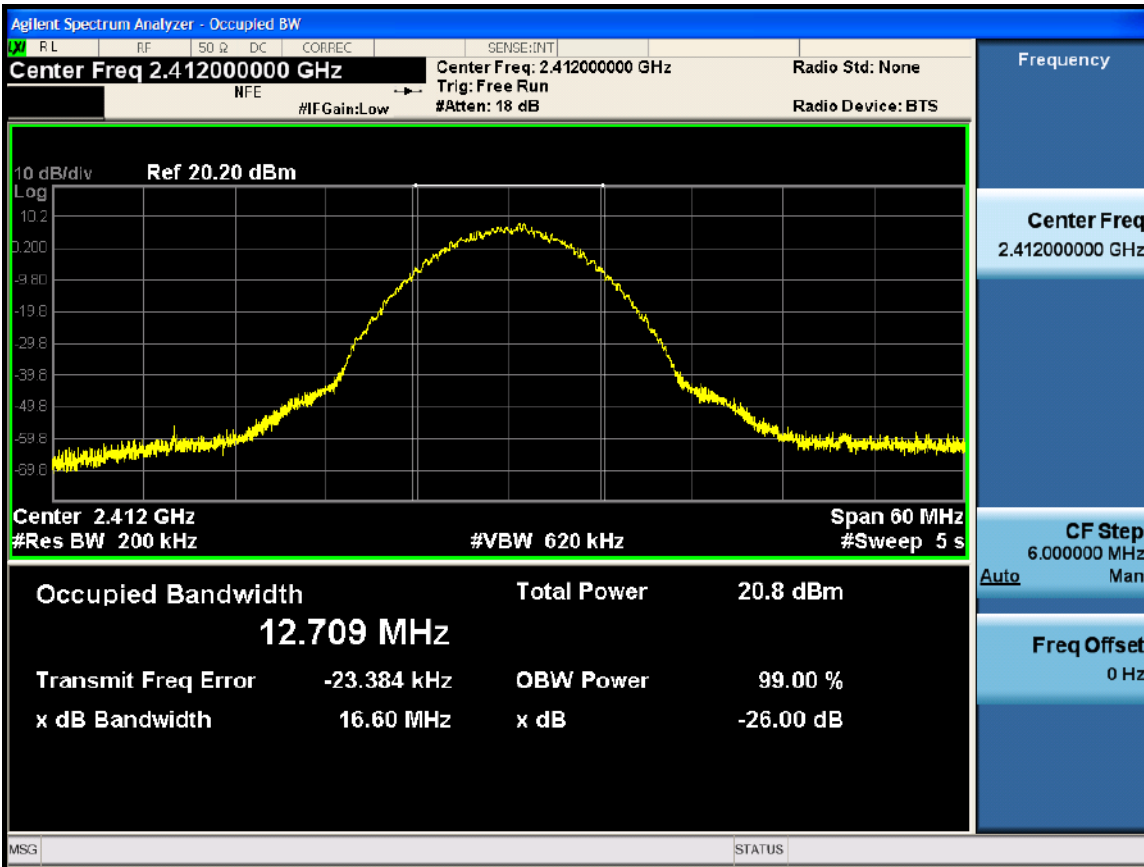 Agilent Spectrum Analyzer - Occupied BW
LXI RL RF 50 Ω DC CORREC SENSE:INT
Center Freq 2.412000000 GHz
NFE
#IFGain:Low
Center Freq: 2.412000000 GHz
Trig: Free Run
#Atten: 18 dB
Radio Std: None
Radio Device: BTS
10 dB/div Ref 20.20 dBm
Log
10.2
0.200
-9.80
-19.8
-29.8
-39.8
-49.8
-59.8
-69.8
Center 2.412 GHz Span 60 MHz
#Res BW 200 kHz #VBW 620 kHz #Sweep 5 s
Occupied Bandwidth Total Power 20.8 dBm
12.709 MHz
Transmit Freq Error -23.384 kHz OBW Power 99.00 %
x dB Bandwidth 16.60 MHz x dB -26.00 dB
Frequency
Center Freq
2.412000000 GHz
CF Step
6.000000 MHz
Auto Man
Freq Offset
0 Hz
MSG STATUS